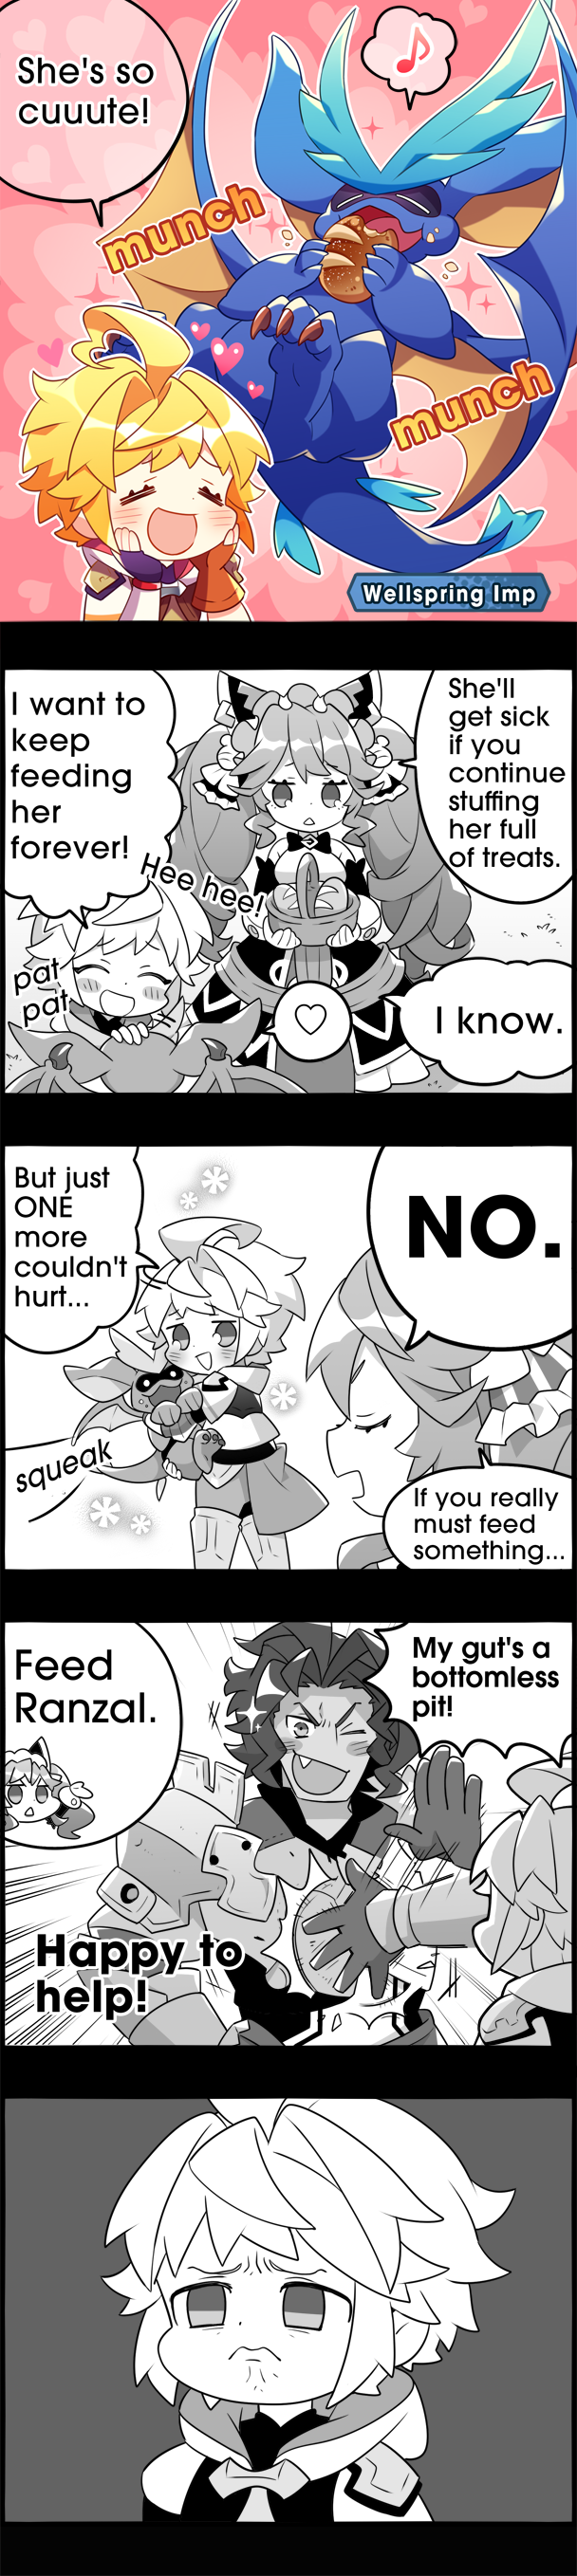 She's so
cuuute!
munch
munch
Wellspring Imp
I want to
keep
feeding
her
forever!
She'll
get sick
if you
continue
stuffing
her full
of treats.
Hee hee!
pat
pat
I know.
But just
ONE
more
couldn't
hurt...
NO.
squeak
If you really
must feed
something...
Feed
Ranzal.
My gut's a
bottomless
pit!
Happy to
help!